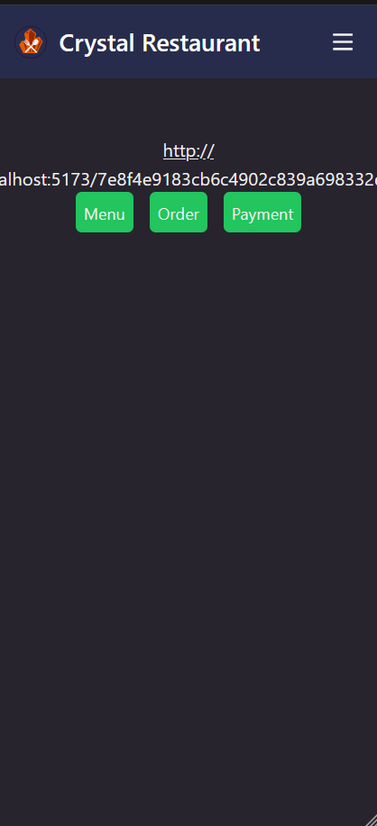 Crystal Restaurant
http://
alhost:5173/7e8f4e9183cb6c4902c839a698332
Menu Order Payment